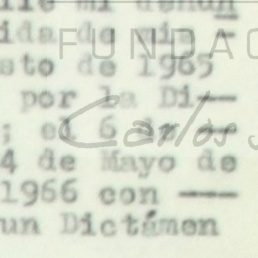 ida de mis -
sto de 1965
por la Di--
; el 6 de --
4 de Mayo de
1966 con ----
un Dictámen
FUNDAC
Carlos